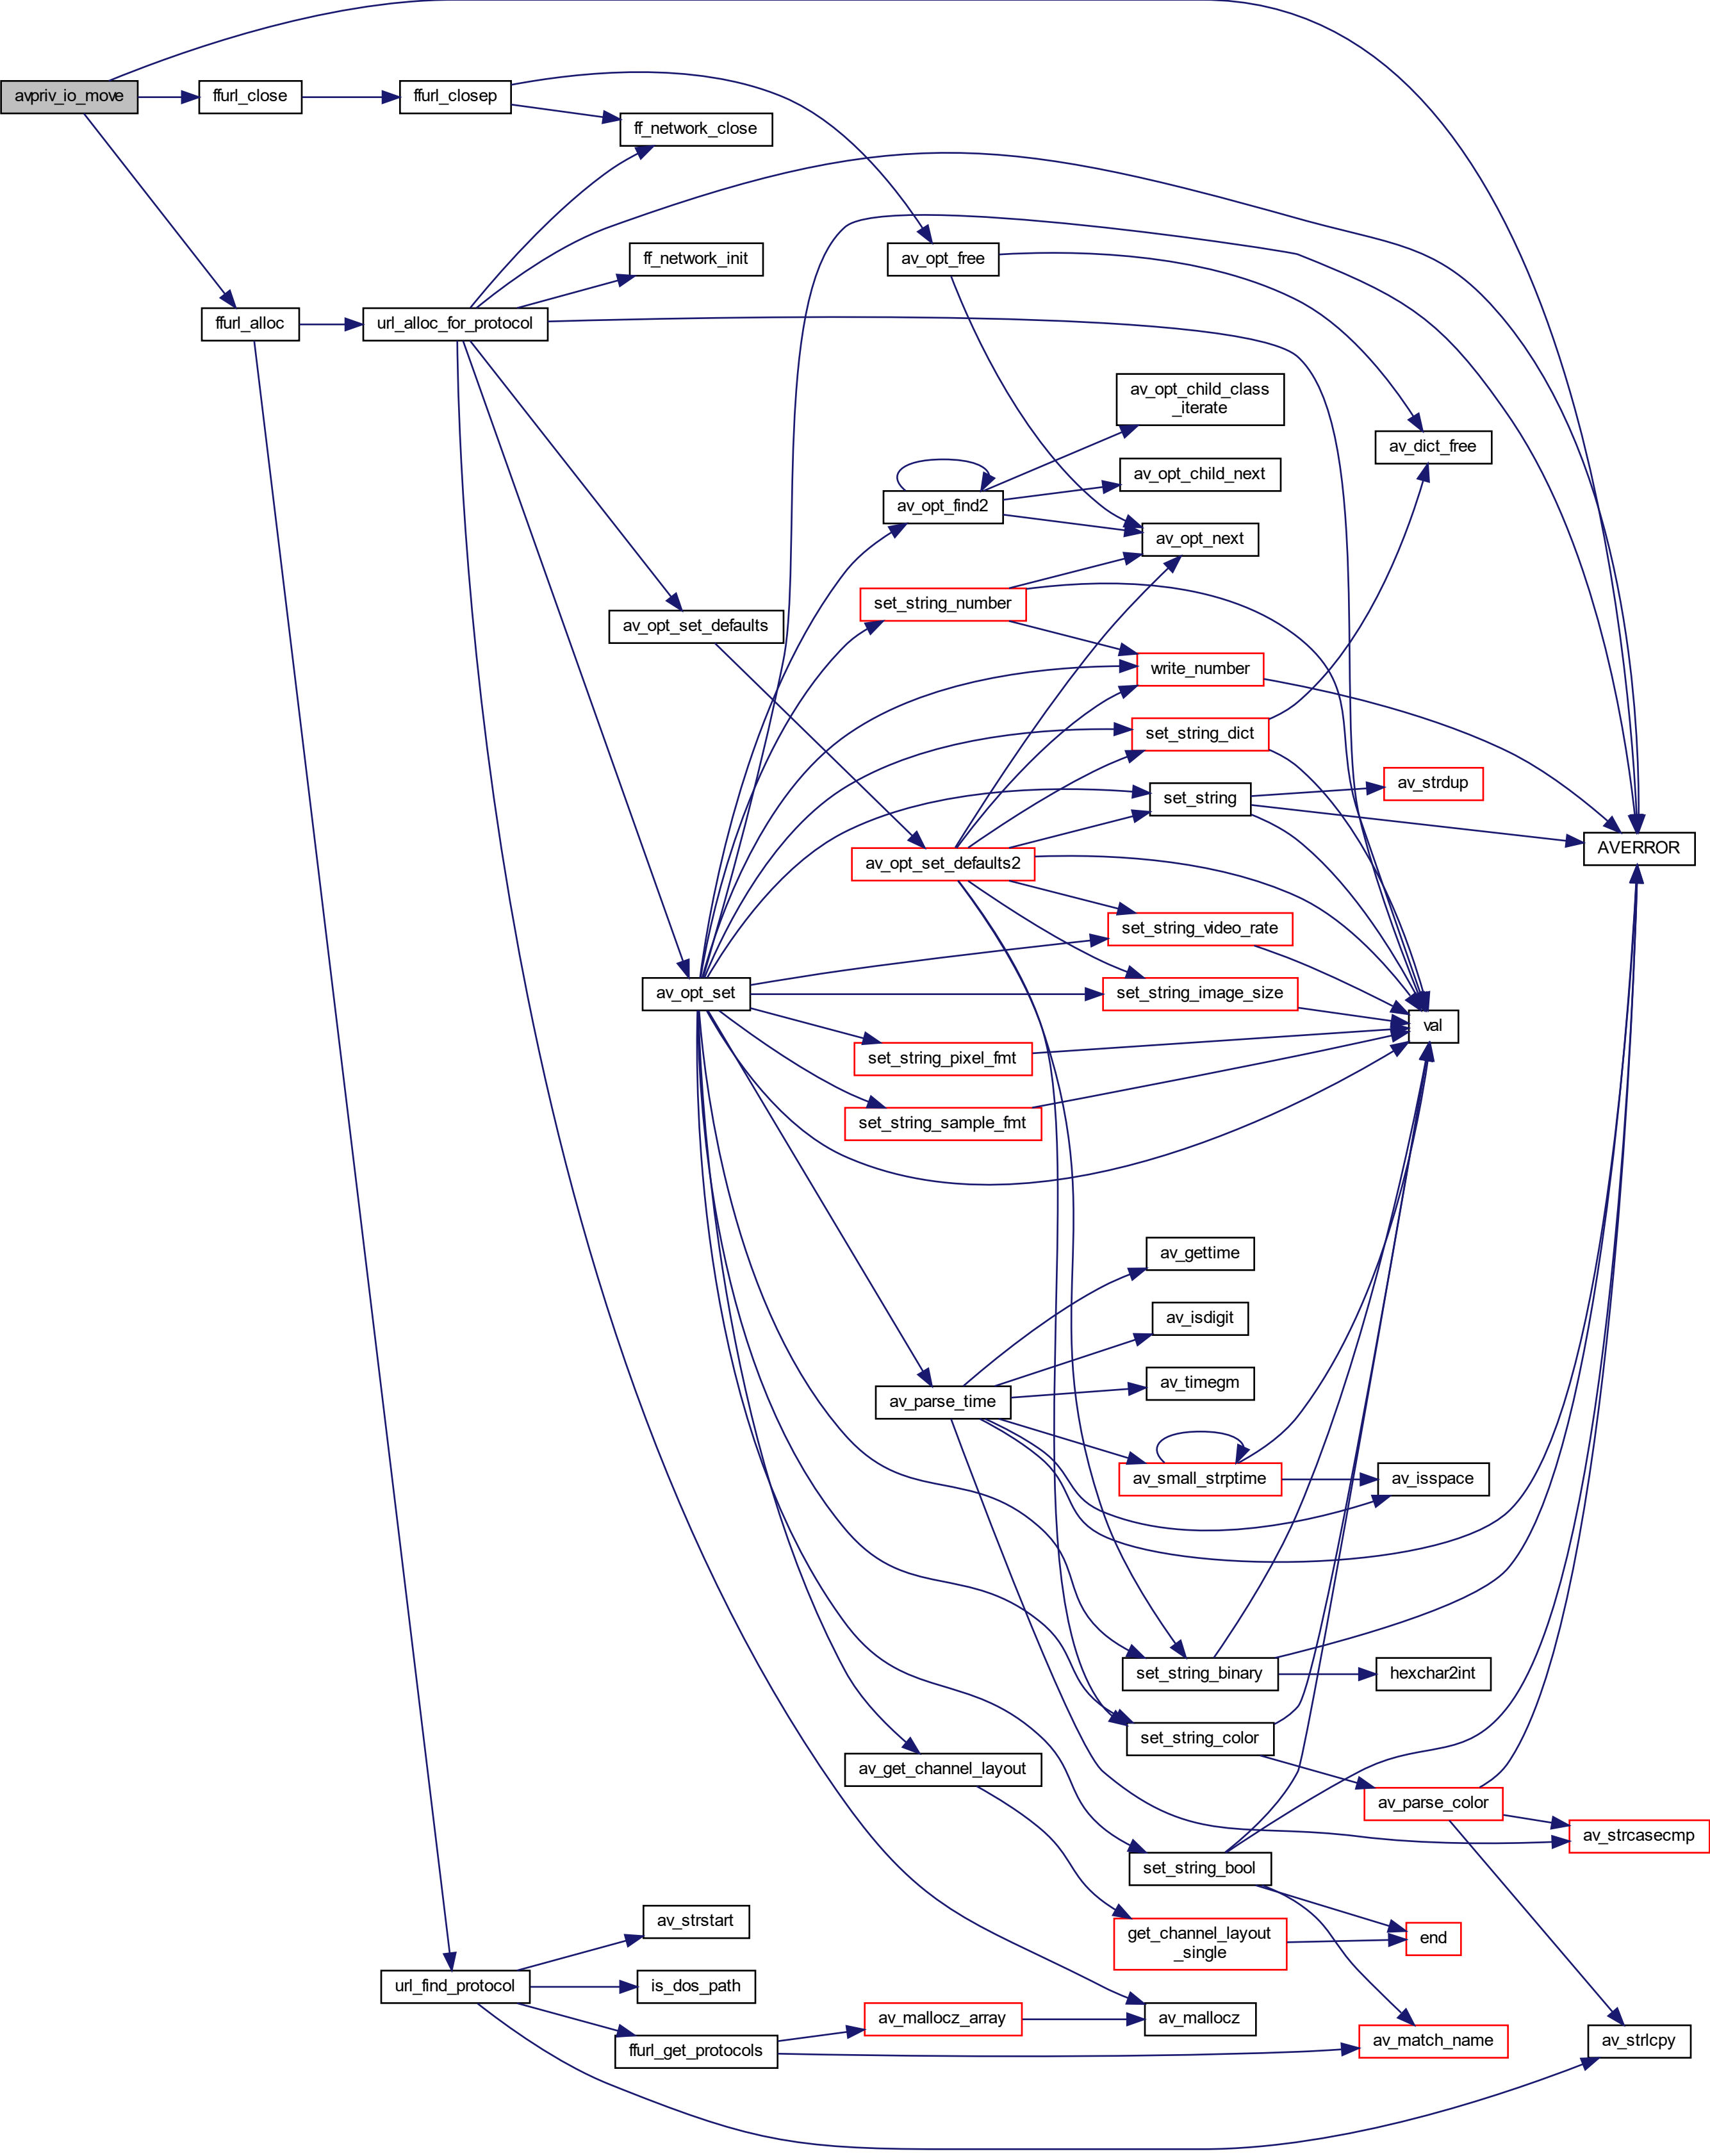 avpriv_io_move
ffurl_close
ffurl_closep
ff_network_close
ff_network_init
av_opt_free
ffurl_alloc
url_alloc_for_protocol
av_opt_child_class
_iterate
av_dict_free
av_opt_child_next
av_opt_find2
av_opt_next
set_string_number
av_opt_set_defaults
write_number
set_string_dict
av_strdup
set_string
AVERROR
av_opt_set_defaults2
set_string_video_rate
av_opt_set
set_string_image_size
val
set_string_pixel_fmt
set_string_sample_fmt
av_gettime
av_isdigit
av_timegm
av_parse_time
av_small_strptime
av_isspace
set_string_binary
hexchar2int
set_string_color
av_get_channel_layout
av_parse_color
av_strcasecmp
set_string_bool
av_strstart
get_channel_layout
_single
end
url_find_protocol
is_dos_path
av_mallocz_array
av_mallocz
ffurl_get_protocols
av_match_name
av_strlcpy